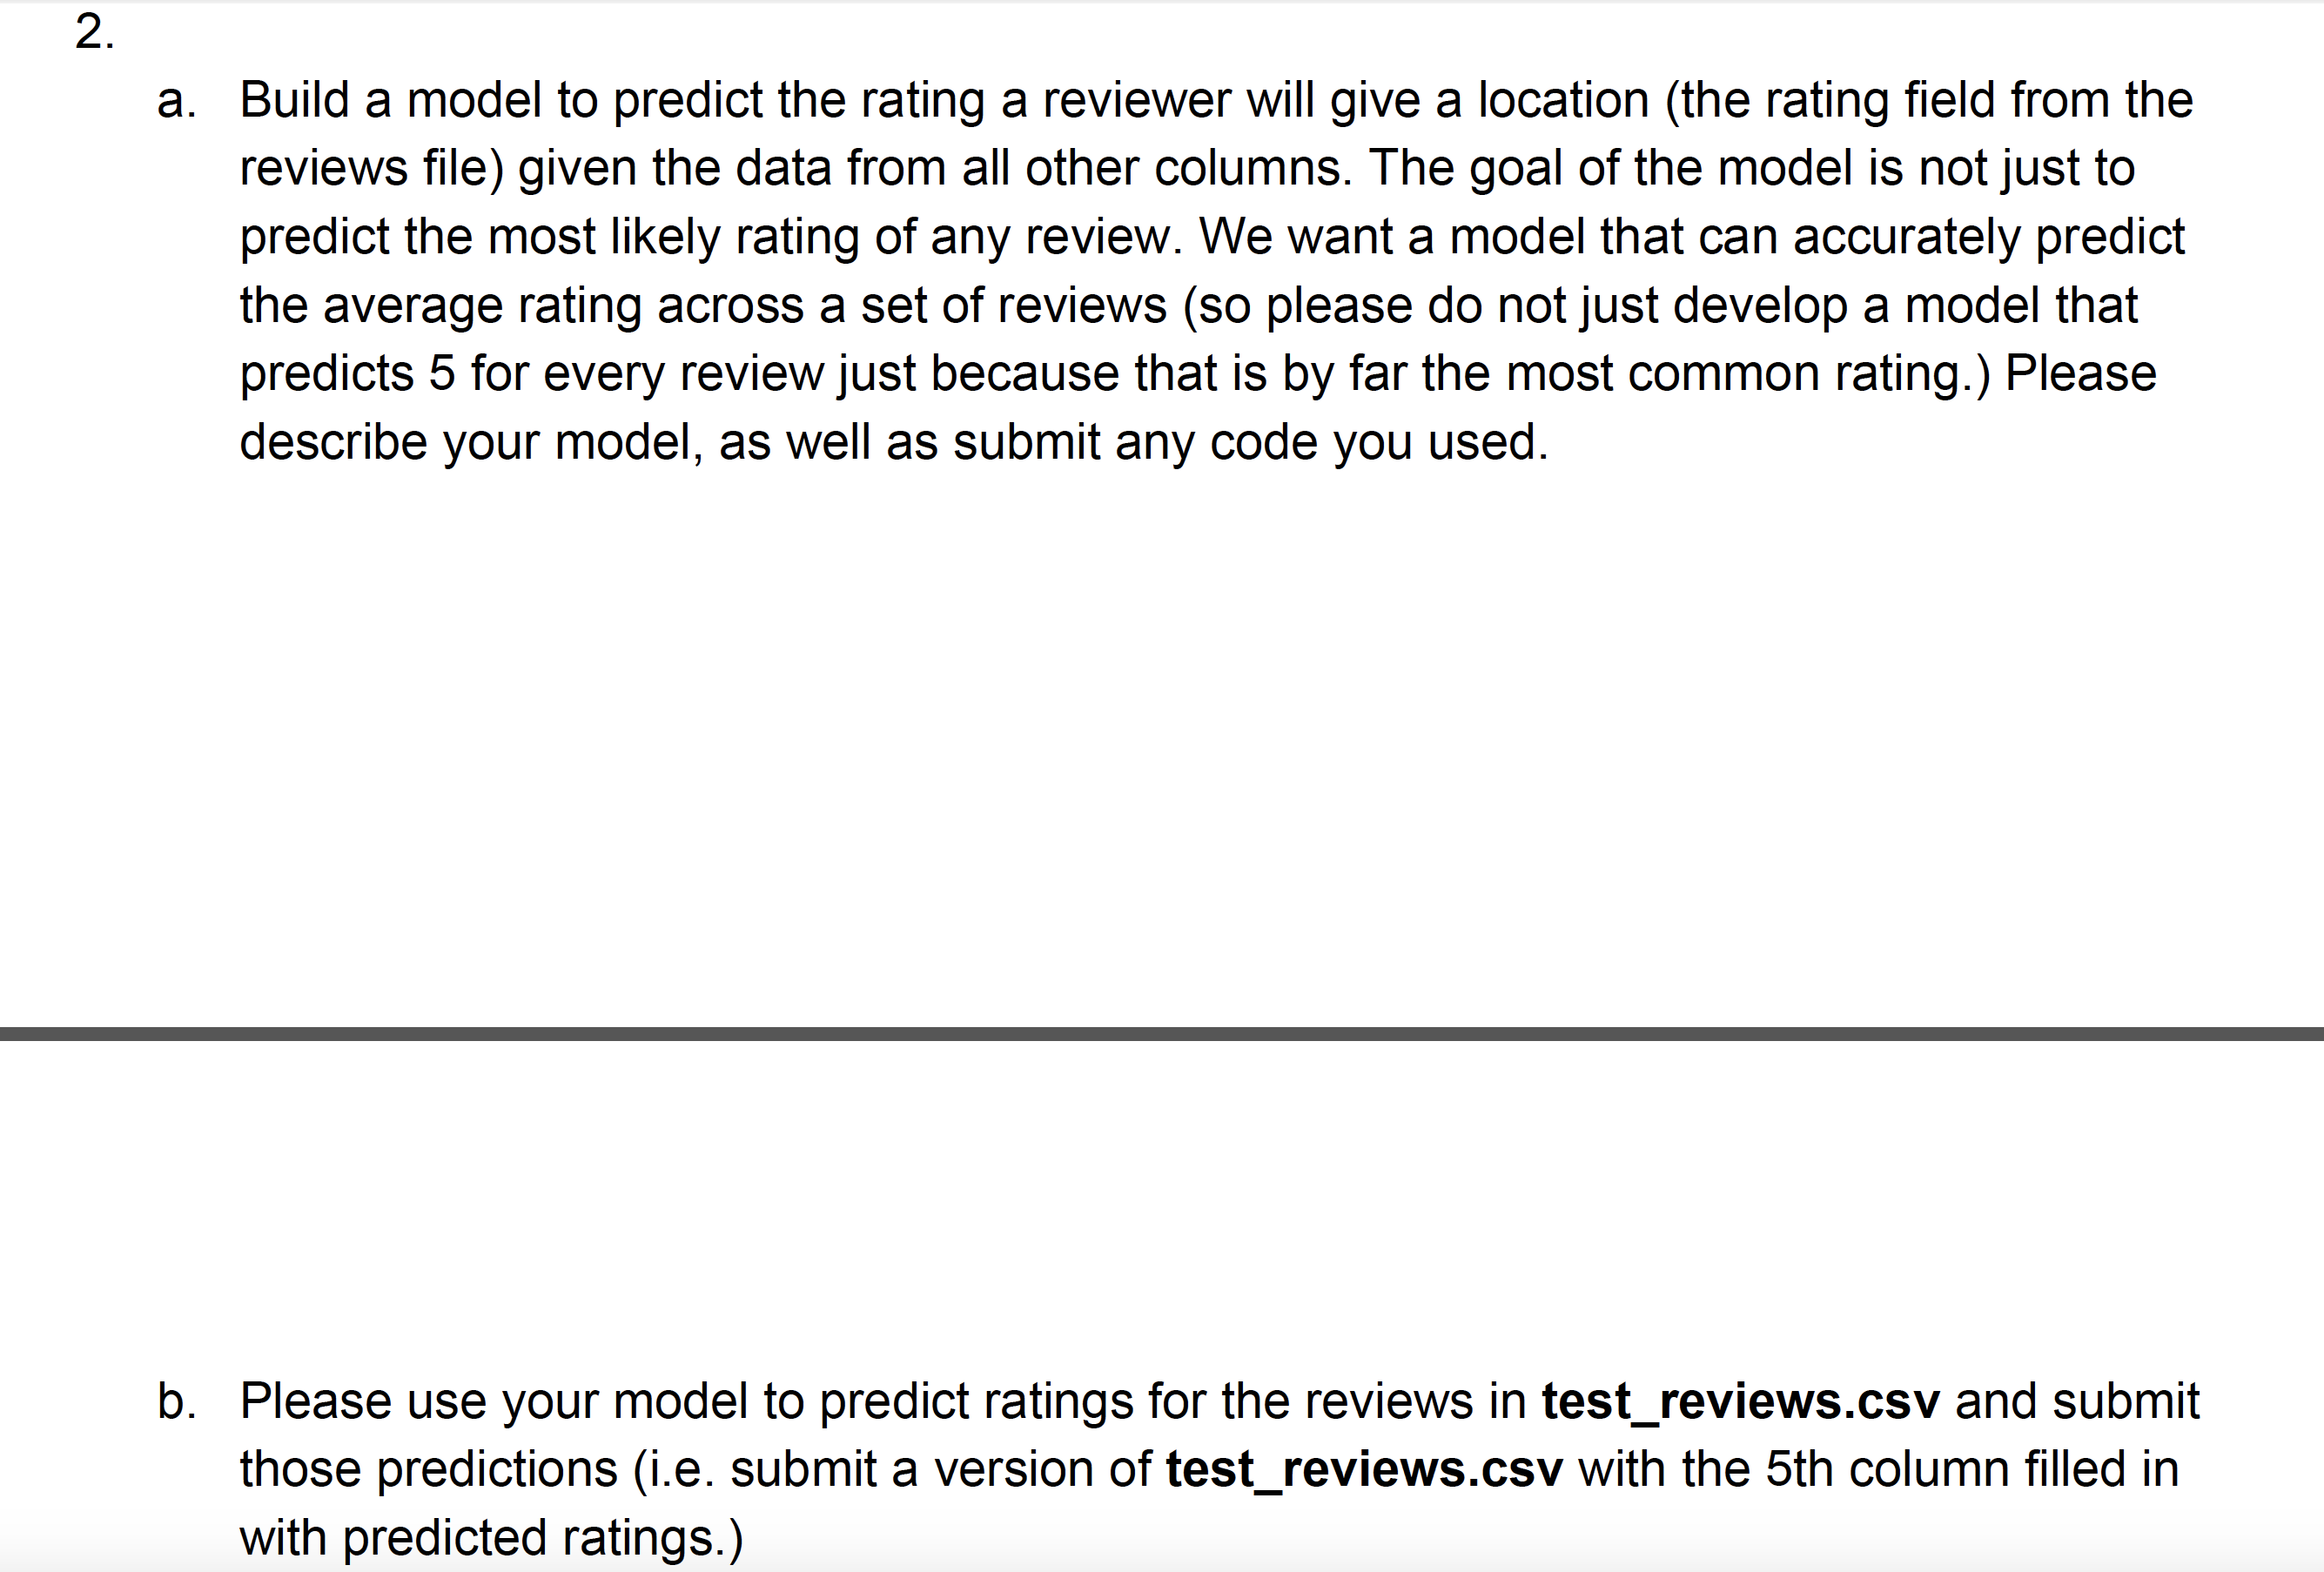 2.
a. Build a model to predict the rating a reviewer will give a location (the rating field from the
reviews file) given the data from all other columns. The goal of the model is not just to
predict the most likely rating of any review. We want a model that can accurately predict
the average rating across a set of reviews (so please do not just develop a model that
predicts 5 for every review just because that is by far the most common rating.) Please
describe your model, as well as submit any code you used.
b. Please use your model to predict ratings for the reviews in test_reviews.csv and submit
those predictions (i.e. submit a version of test_reviews.csv with the 5th column filled in
with predicted ratings.)